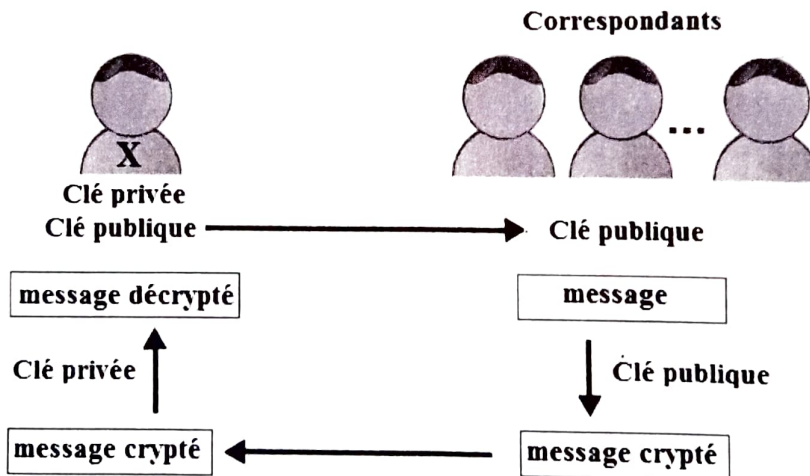 Correspondants
X
...
Clé privée
Clé publique
Clé publique
message décrypté
message
Clé privée
Clé publique
message crypté
message crypté